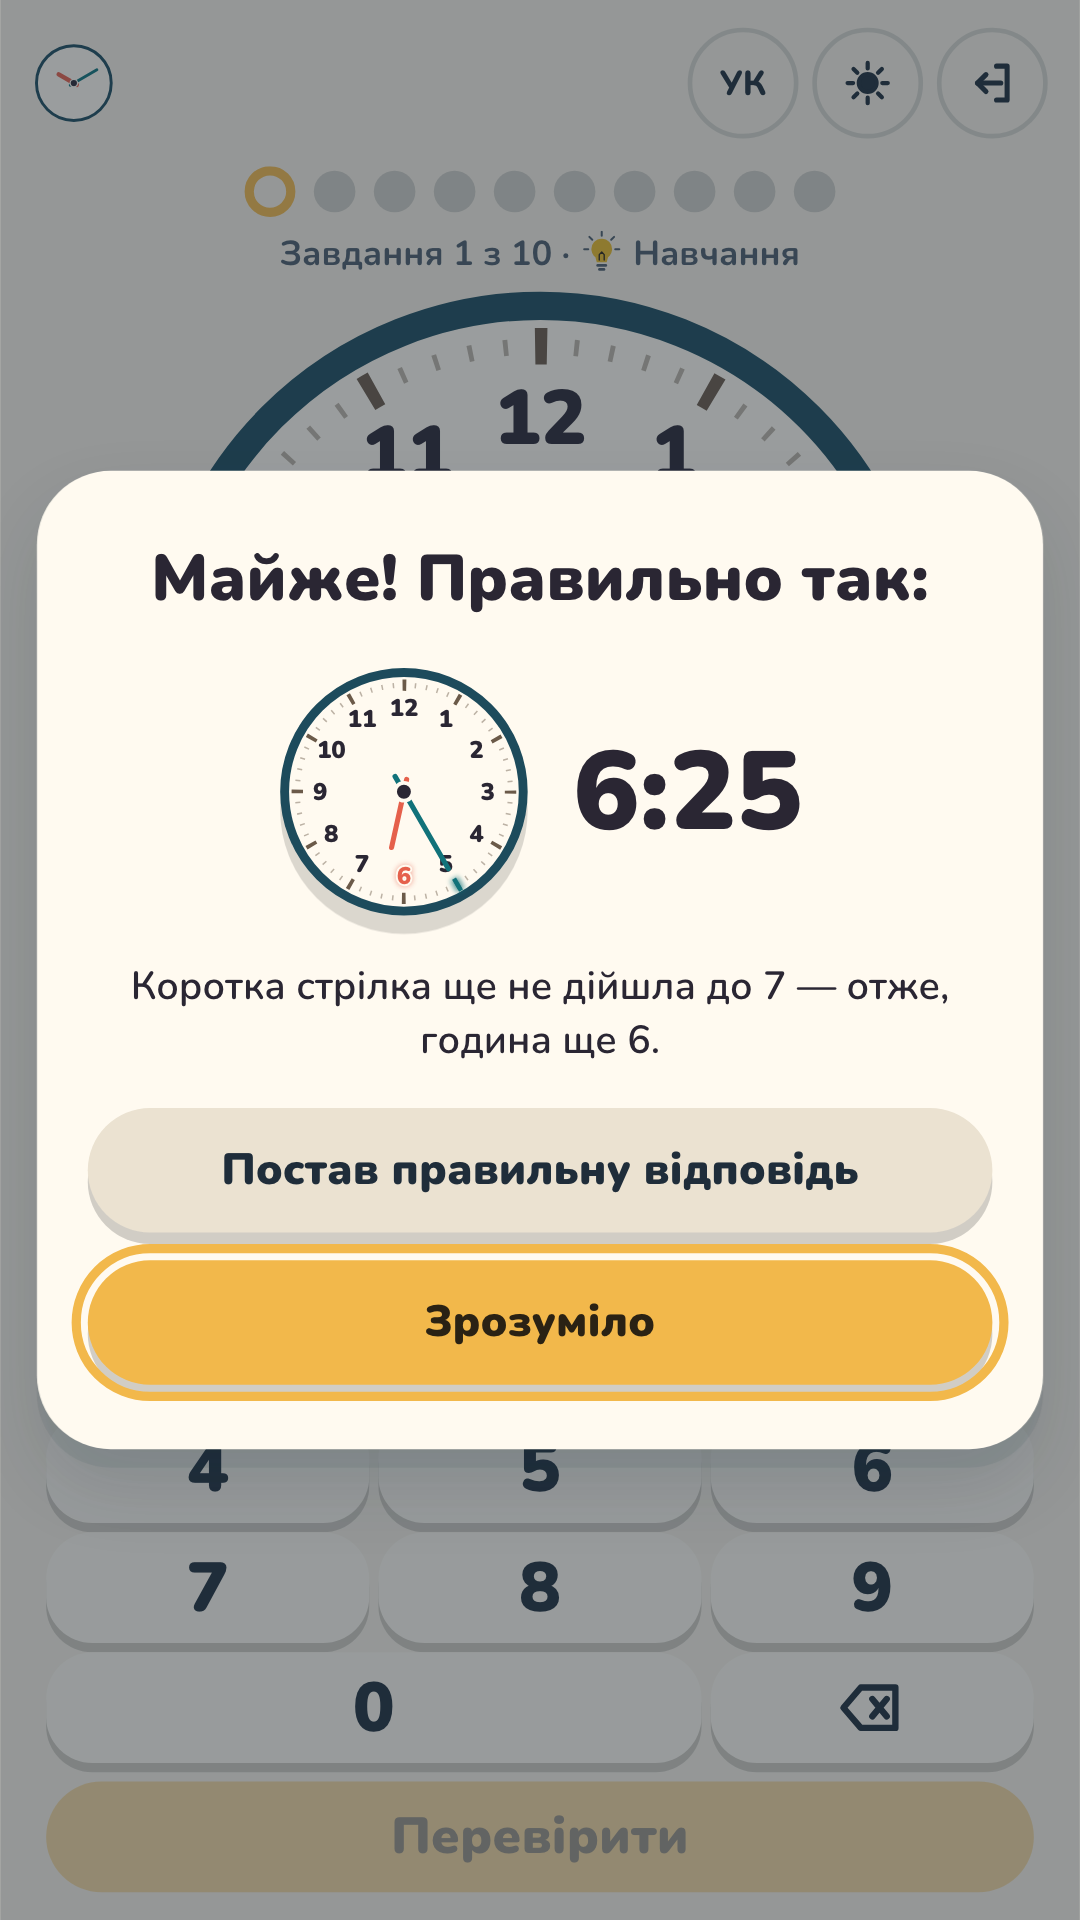 УК
Завдання 1 з 10 · Навчання
12
11
1
Майже! Правильно так:
12
11
1
10
2
9
3
8
4
7
5
6
6:25
Коротка стрілка ще не дійшла до 7 — отже,
година ще 6.
Постав правильну відповідь
Зрозуміло
4 5 6
7 8 9
0
Перевірити